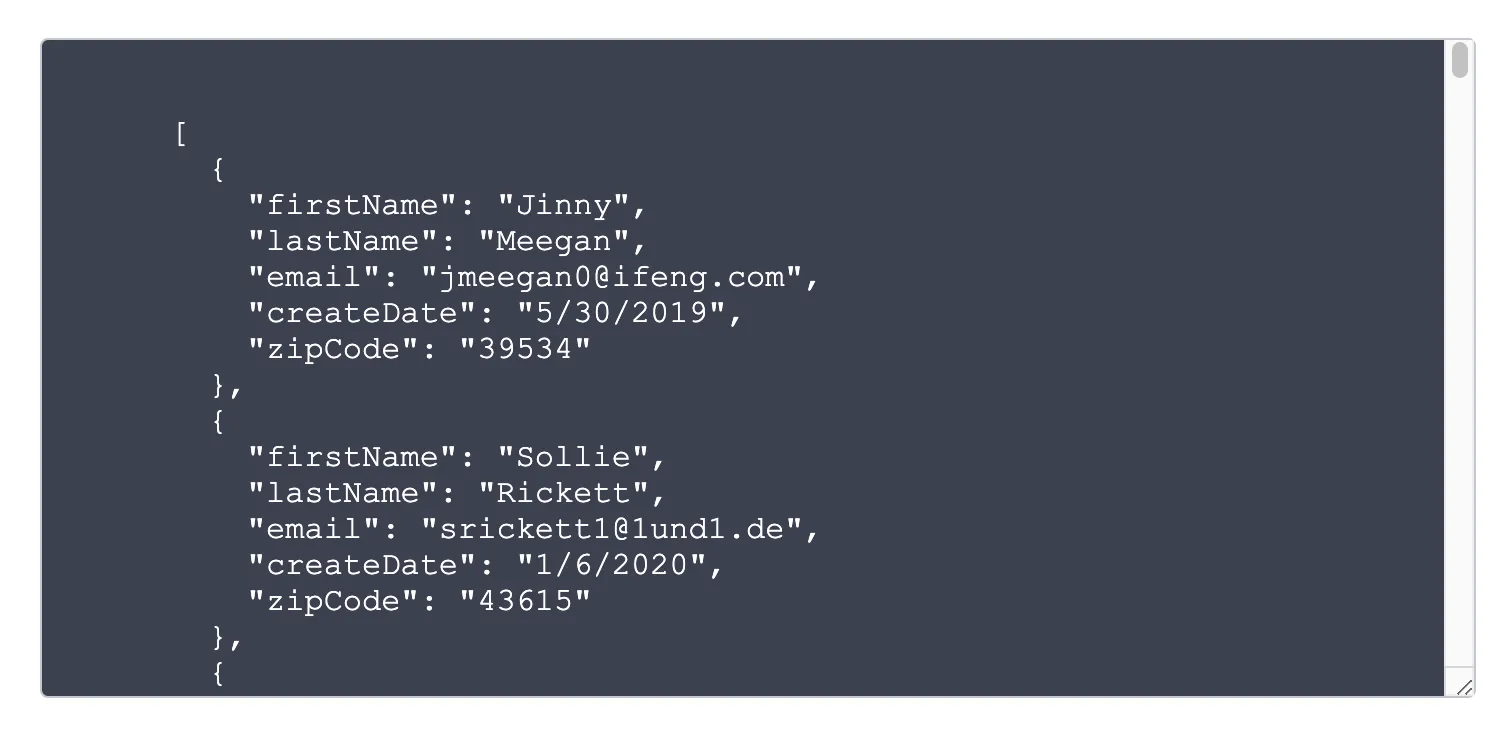 [
{
"firstName": "Jinny",
"lastName": "Meegan",
"email": "jmeegan0@ifeng.com",
"createDate": "5/30/2019",
"zipCode": "39534"
},
{
"firstName": "Sollie",
"lastName": "Rickett",
"email": "srickett1@1und1.de",
"createDate": "1/6/2020",
"zipCode": "43615"
},
{